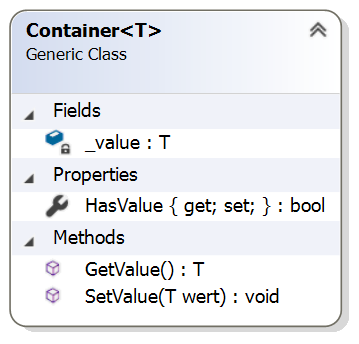 Container<T>
Generic Class
Fields
_value : T
Properties
HasValue { get; set; } : bool
Methods
GetValue() : T
SetValue(T wert) : void